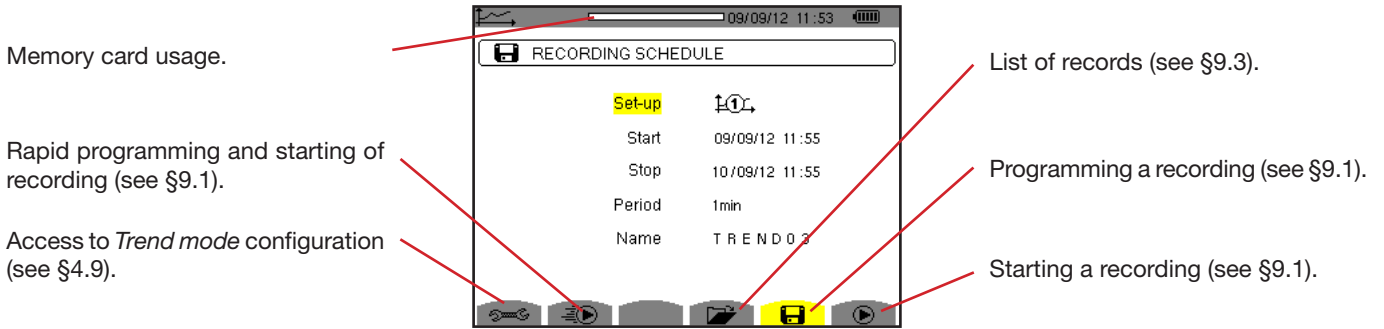 09/09/12 11:53
Memory card usage.
RECORDING SCHEDULE
List of records (see §9.3).
Set-up 1
Start 09/09/12 11:55
Rapid programming and starting of
recording (see §9.1).
Stop 10/09/12 11:55
Programming a recording (see §9.1).
Period 1min
Access to Trend mode configuration
(see §4.9).
Name TREND03
Starting a recording (see §9.1).